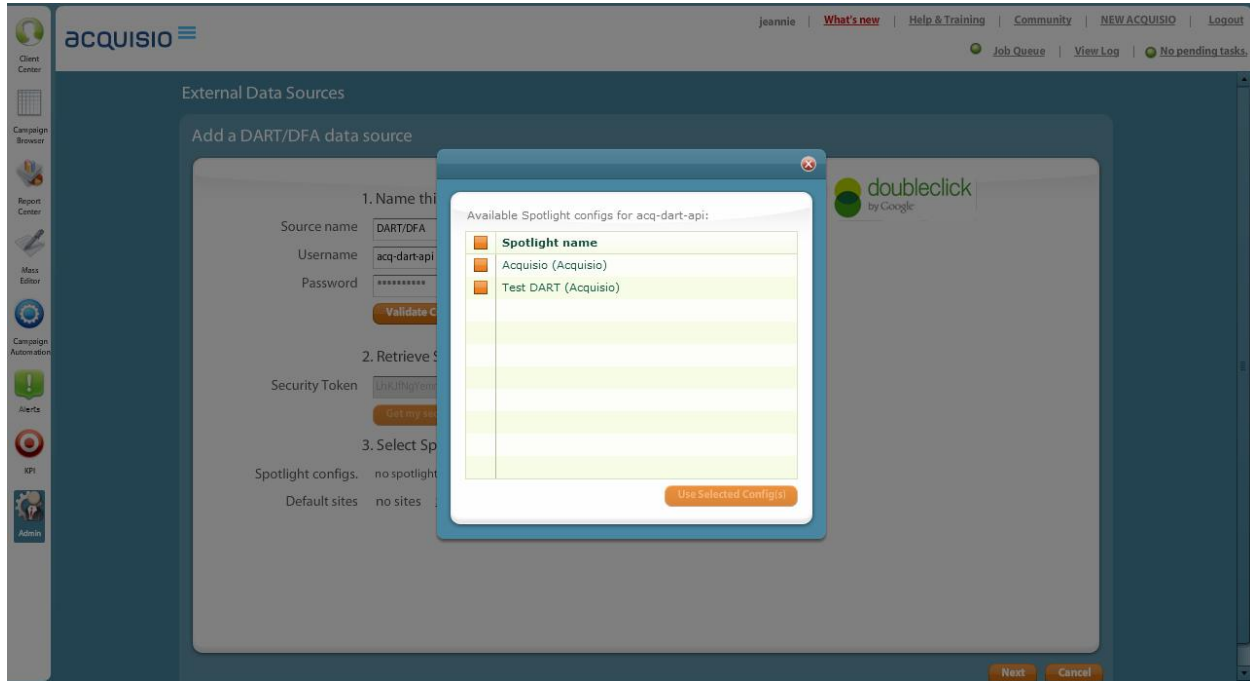 jeannie | What's new | Help & Training | Community | NEW ACQUISIO | Logout
acquisio
Job Queue | View Log | No pending tasks.
Client Center
Campaign Browser
Report Center
Mass Editor
Campaign Automation
Alerts
KPI
Admin
External Data Sources
Add a DART/DFA data source
1. Name thi
Source name DART/DFA
Username acq-dart-api
Password **********
Validate C
2. Retrieve S
Security Token
Get my sec
3. Select Sp
Spotlight configs. no spotlight
Default sites no sites
doubleclick
by Google
Available Spotlight configs for acq-dart-api:
Spotlight name
Acquisio (Acquisio)
Test DART (Acquisio)
Use Selected Config(s)
Next Cancel